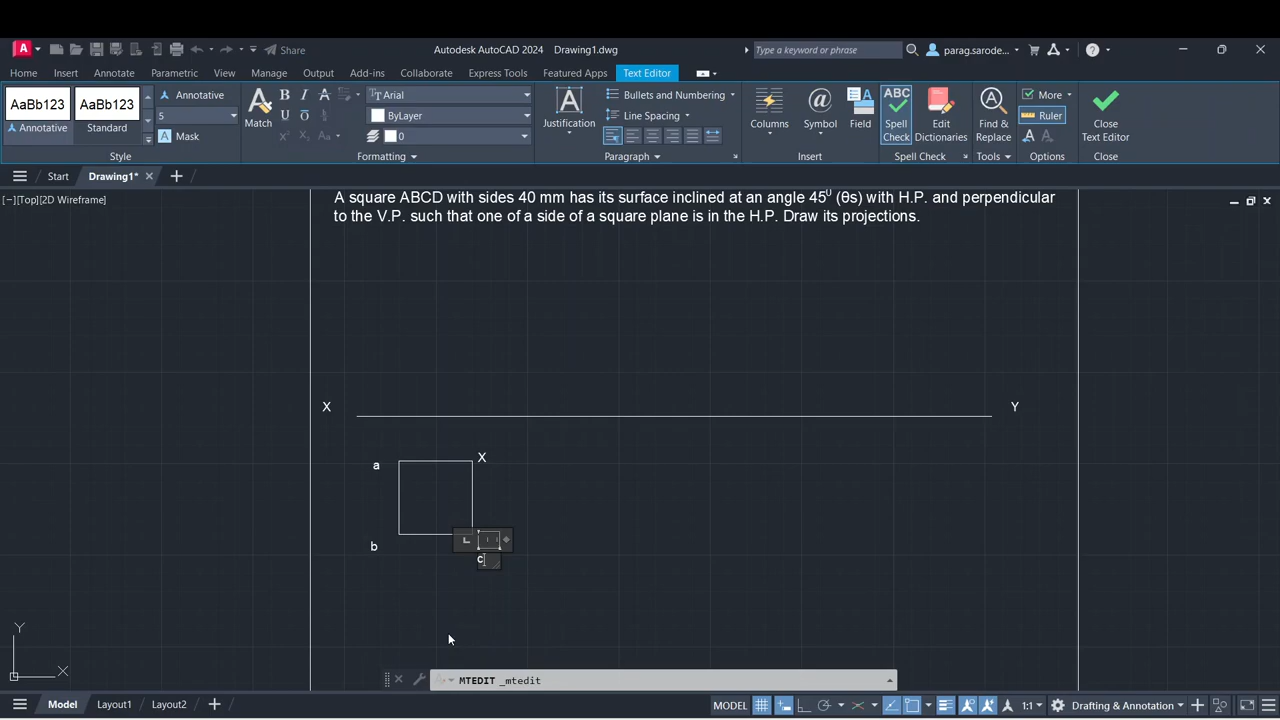 Share
Autodesk AutoCAD 2024 Drawing1.dwg
Type a keyword or phrase
parag.sarode...
Home Insert Annotate Parametric View Manage Output Add-ins Collaborate Express Tools Featured Apps Text Editor
AaBb123 AaBb123
Annotative Standard
Annotative
5
Mask
Style
Match
B I A
Arial
U O
ByLayer
0
Formatting
Justification
Bullets and Numbering
Line Spacing
Paragraph
Columns Symbol Field
Insert
ABC
Spell Check
Edit Dictionaries
Spell Check
Find & Replace
Tools
More
Ruler
Options
Close Text Editor
Close
Start Drawing1*
[−][Top][2D Wireframe]
A square ABCD with sides 40 mm has its surface inclined at an angle 45⁰ (θs) with H.P. and perpendicular
to the V.P. such that one of a side of a square plane is in the H.P. Draw its projections.
X Y
a X
b c
Y
X
MTEDIT _mtedit
Model Layout1 Layout2
MODEL
1:1
Drafting & Annotation